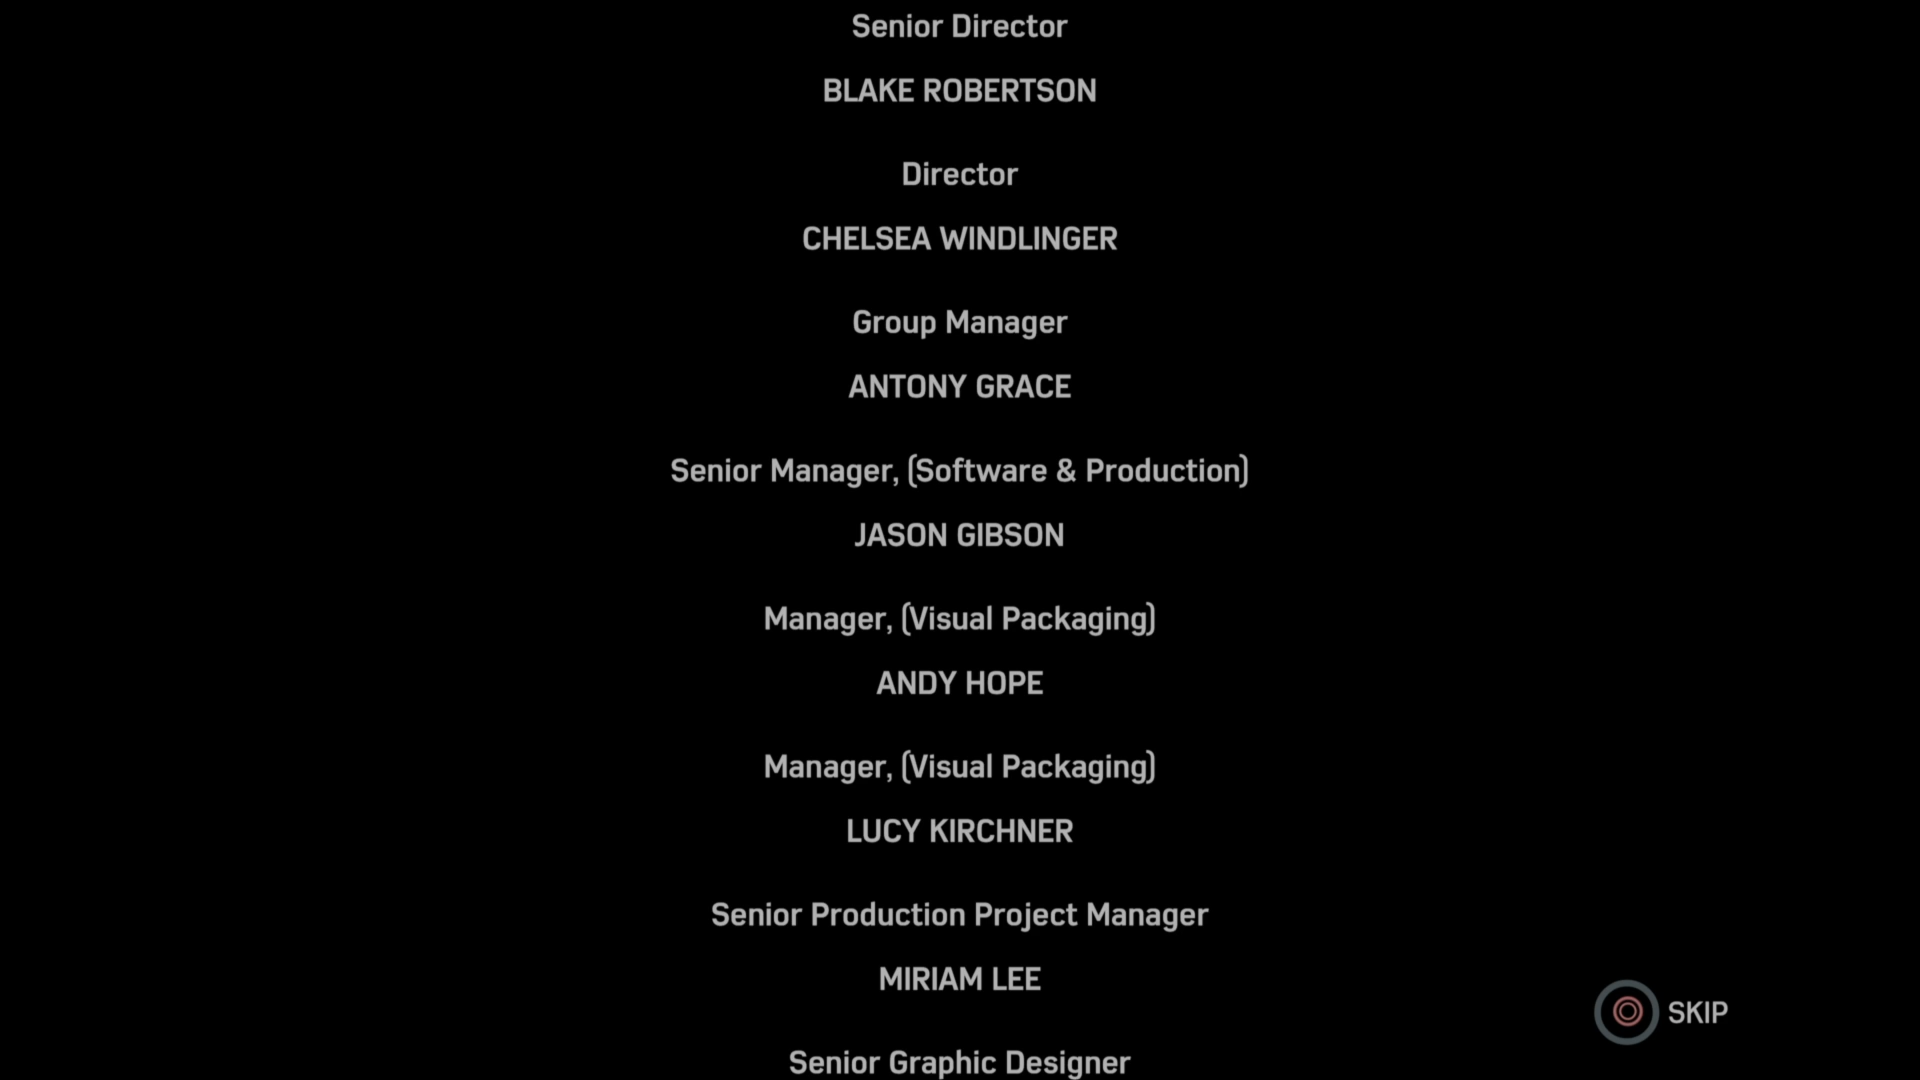 Senior Director
BLAKE ROBERTSON
Director
CHELSEA WINDLINGER
Group Manager
ANTONY GRACE
Senior Manager, (Software & Production)
JASON GIBSON
Manager, (Visual Packaging)
ANDY HOPE
Manager, (Visual Packaging)
LUCY KIRCHNER
Senior Production Project Manager
MIRIAM LEE
SKIP
Senior Graphic Designer